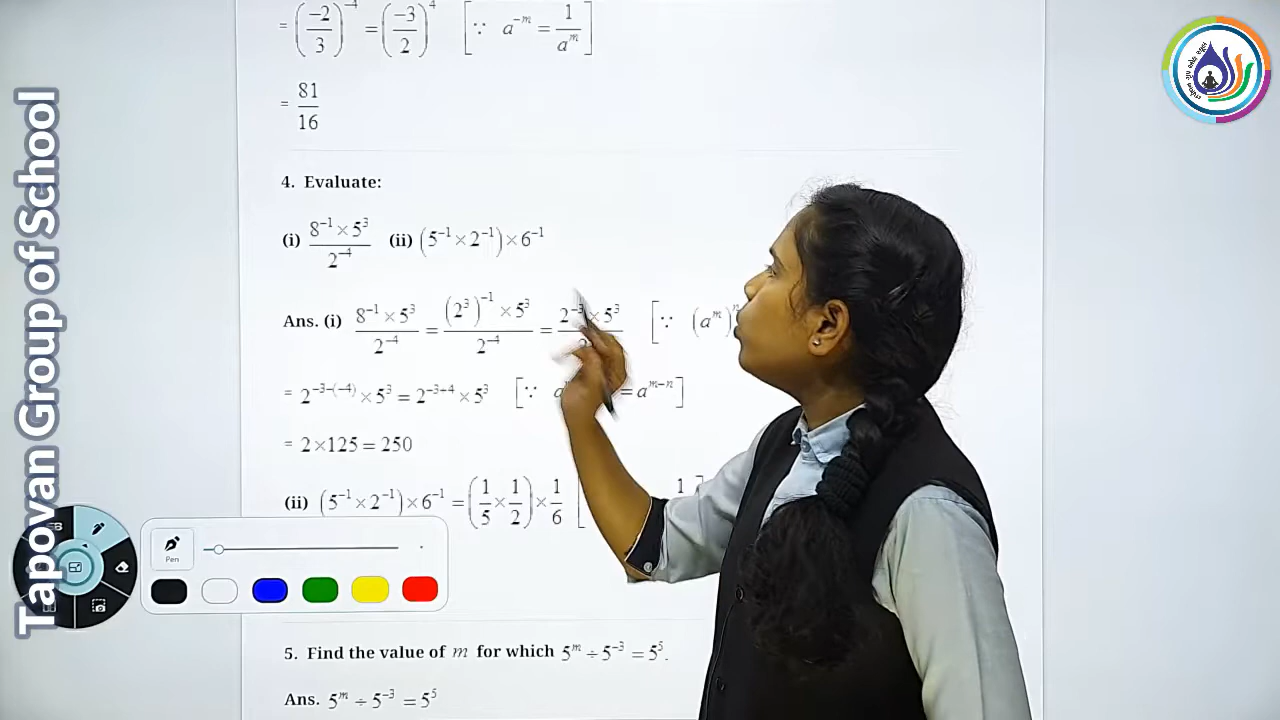 = (-2/3)^-4 = (-3/2)^4 [∵ a^-m = 1/a^m]
= 81/16
4. Evaluate:
(i) 8^-1 × 5^3 / 2^-4 (ii) (5^-1 × 2^-1) × 6^-1
Ans. (i) 8^-1 × 5^3 / 2^-4 = (2^3)^-1 × 5^3 / 2^-4 = 2^-3 × 5^3 [∵ (a^m)
= 2^-3-(-4) × 5^3 = 2^-3+4 × 5^3 [∵ a = a^m-n]
= 2×125 = 250
(ii) (5^-1 × 2^-1) × 6^-1 = (1/5 × 1/2) × 1/6 [ 1 ]
Pen
5. Find the value of m for which 5^m ÷ 5^-3 = 5^5.
Ans. 5^m ÷ 5^-3 = 5^5
Tapovan Group of School